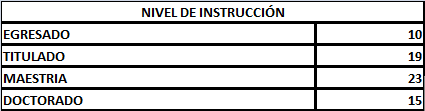 NIVEL DE INSTRUCCIÓN
EGRESADO 10
TITULADO 19
MAESTRIA 23
DOCTORADO 15